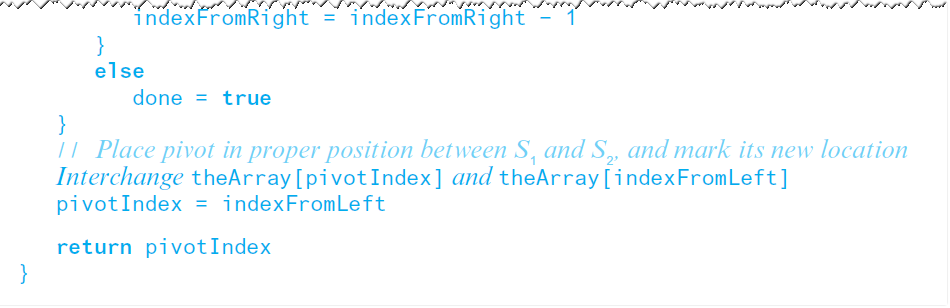 indexFromRight = indexFromRight - 1
}
else
done = true
}
// Place pivot in proper position between S₁ and S₂, and mark its new location
Interchange theArray[pivotIndex] and theArray[indexFromLeft]
pivotIndex = indexFromLeft
return pivotIndex
}